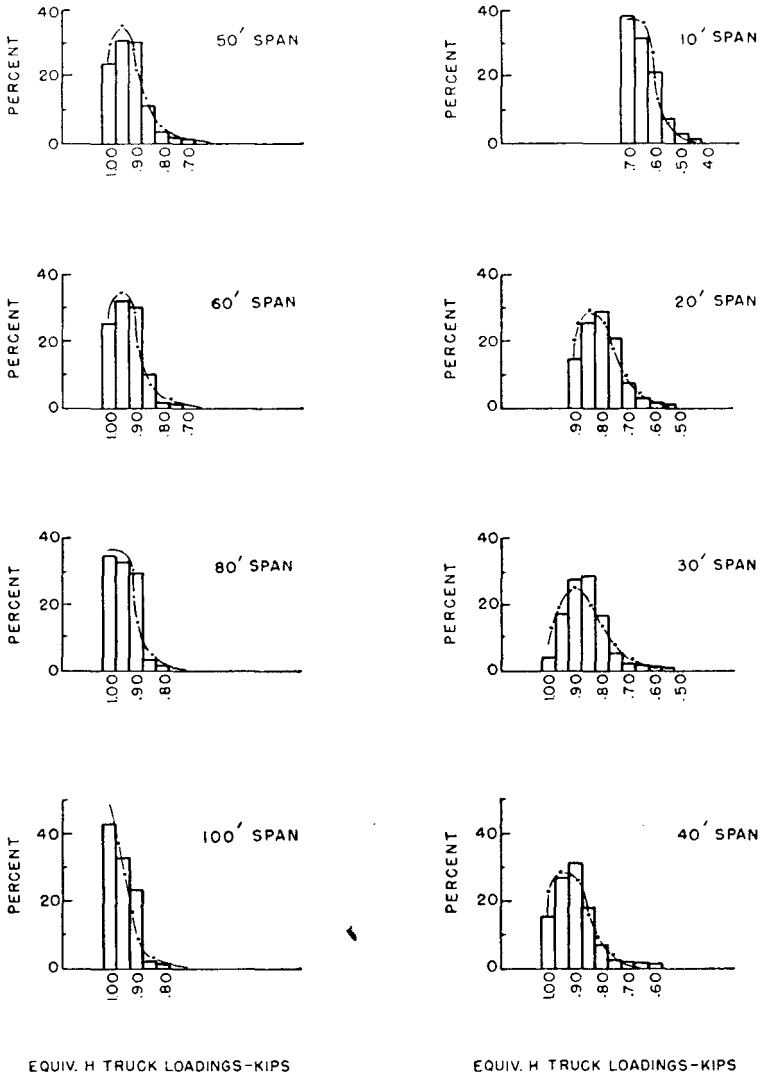 50' SPAN
PERCENT
40
20
0
1.00 .90 .80 .70
60' SPAN
PERCENT
40
20
0
1.00 .90 .80 .70
80' SPAN
PERCENT
40
20
0
1.00 .90 .80
100' SPAN
PERCENT
40
20
0
1.00 .90 .80
EQUIV. H TRUCK LOADINGS-KIPS
10' SPAN
PERCENT
40
20
0
.70 .60 .50 .40
20' SPAN
PERCENT
40
20
0
.90 .80 .70 .60 .50
30' SPAN
PERCENT
40
20
0
1.00 .90 .80 .70 .60 .50
40' SPAN
PERCENT
40
20
0
1.00 .90 .80 .70 .60
EQUIV. H TRUCK LOADINGS-KIPS